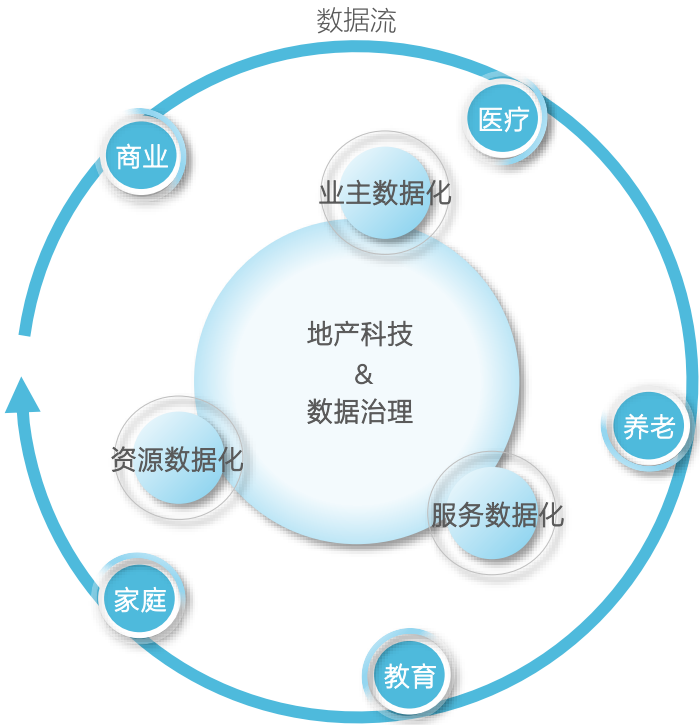 数据流
医疗
商业
业主数据化
地产科技
&
数据治理
养老
资源数据化
服务数据化
家庭
教育